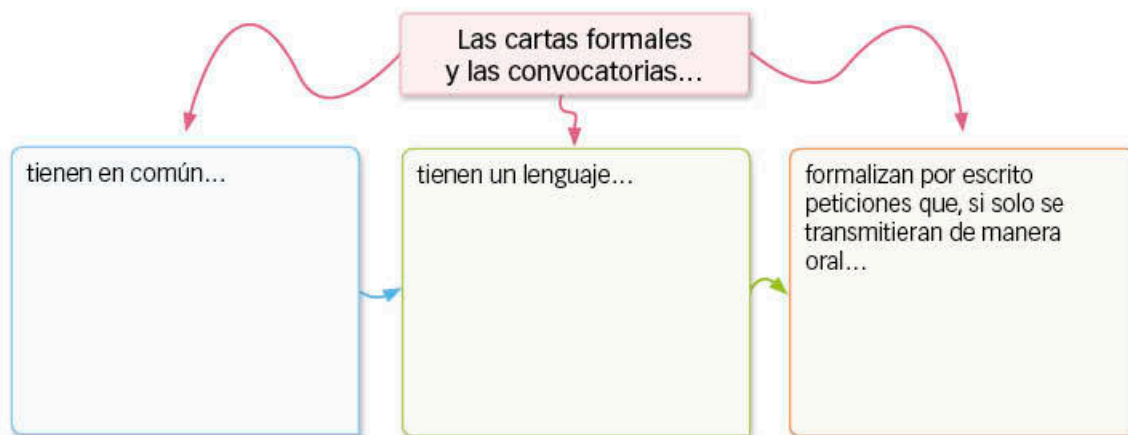 Las cartas formales
y las convocatorias...
tienen en común...
tienen un lenguaje...
formalizan por escrito
peticiones que, si solo se
transmitieran de manera
oral...